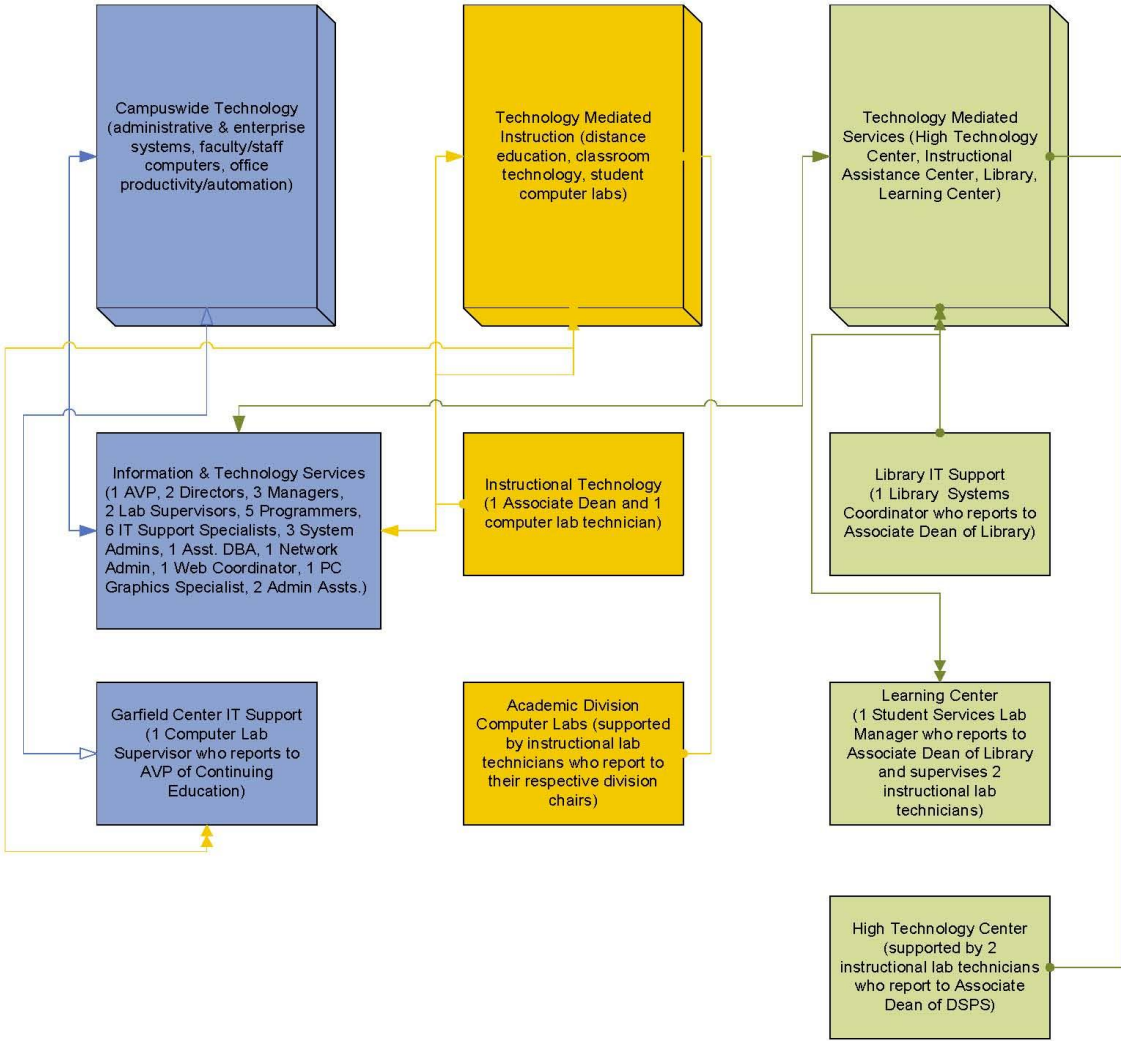 Campuswide Technology
(administrative & enterprise
systems, faculty/staff
computers, office
productivity/automation)
Technology Mediated
Instruction (distance
education, classroom
technology, student
computer labs)
Technology Mediated
Services (High Technology
Center, Instructional
Assistance Center, Library,
Learning Center)
Information & Technology Services
(1 AVP, 2 Directors, 3 Managers,
2 Lab Supervisors, 5 Programmers,
6 IT Support Specialists, 3 System
Admins, 1 Asst. DBA, 1 Network
Admin, 1 Web Coordinator, 1 PC
Graphics Specialist, 2 Admin Assts.)
Instructional Technology
(1 Associate Dean and 1
computer lab technician)
Library IT Support
(1 Library Systems
Coordinator who reports to
Associate Dean of Library)
Garfield Center IT Support
(1 Computer Lab
Supervisor who reports to
AVP of Continuing
Education)
Academic Division
Computer Labs (supported
by instructional lab
technicians who report to
their respective division
chairs)
Learning Center
(1 Student Services Lab
Manager who reports to
Associate Dean of Library
and supervises 2
instructional lab
technicians)
High Technology Center
(supported by 2
instructional lab technicians
who report to Associate
Dean of DSPS)